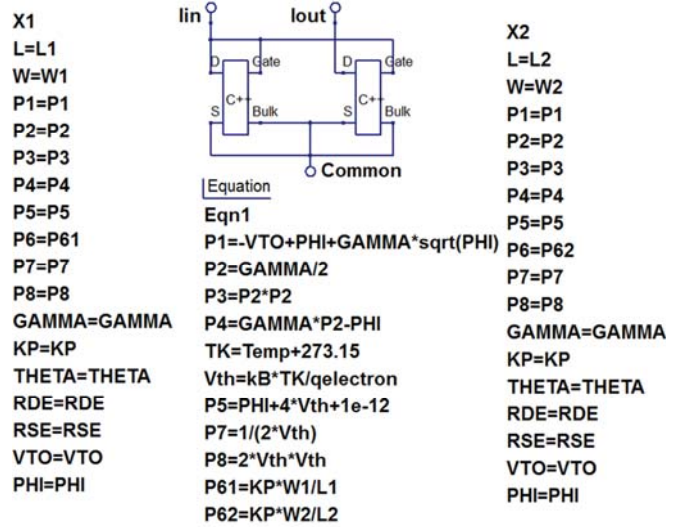 X1
L=L1
W=W1
P1=P1
P2=P2
P3=P3
P4=P4
P5=P5
P6=P61
P7=P7
P8=P8
GAMMA=GAMMA
KP=KP
THETA=THETA
RDE=RDE
RSE=RSE
VTO=VTO
PHI=PHI
Iin
Iout
D
Gate
C++
S
Bulk
D
Gate
C++
S
Bulk
Common
Equation
Eqn1
P1=-VTO+PHI+GAMMA*sqrt(PHI)
P2=GAMMA/2
P3=P2*P2
P4=GAMMA*P2-PHI
TK=Temp+273.15
Vth=kB*TK/qelectron
P5=PHI+4*Vth+1e-12
P7=1/(2*Vth)
P8=2*Vth*Vth
P61=KP*W1/L1
P62=KP*W2/L2
X2
L=L2
W=W2
P1=P1
P2=P2
P3=P3
P4=P4
P5=P5
P6=P62
P7=P7
P8=P8
GAMMA=GAMMA
KP=KP
THETA=THETA
RDE=RDE
RSE=RSE
VTO=VTO
PHI=PHI